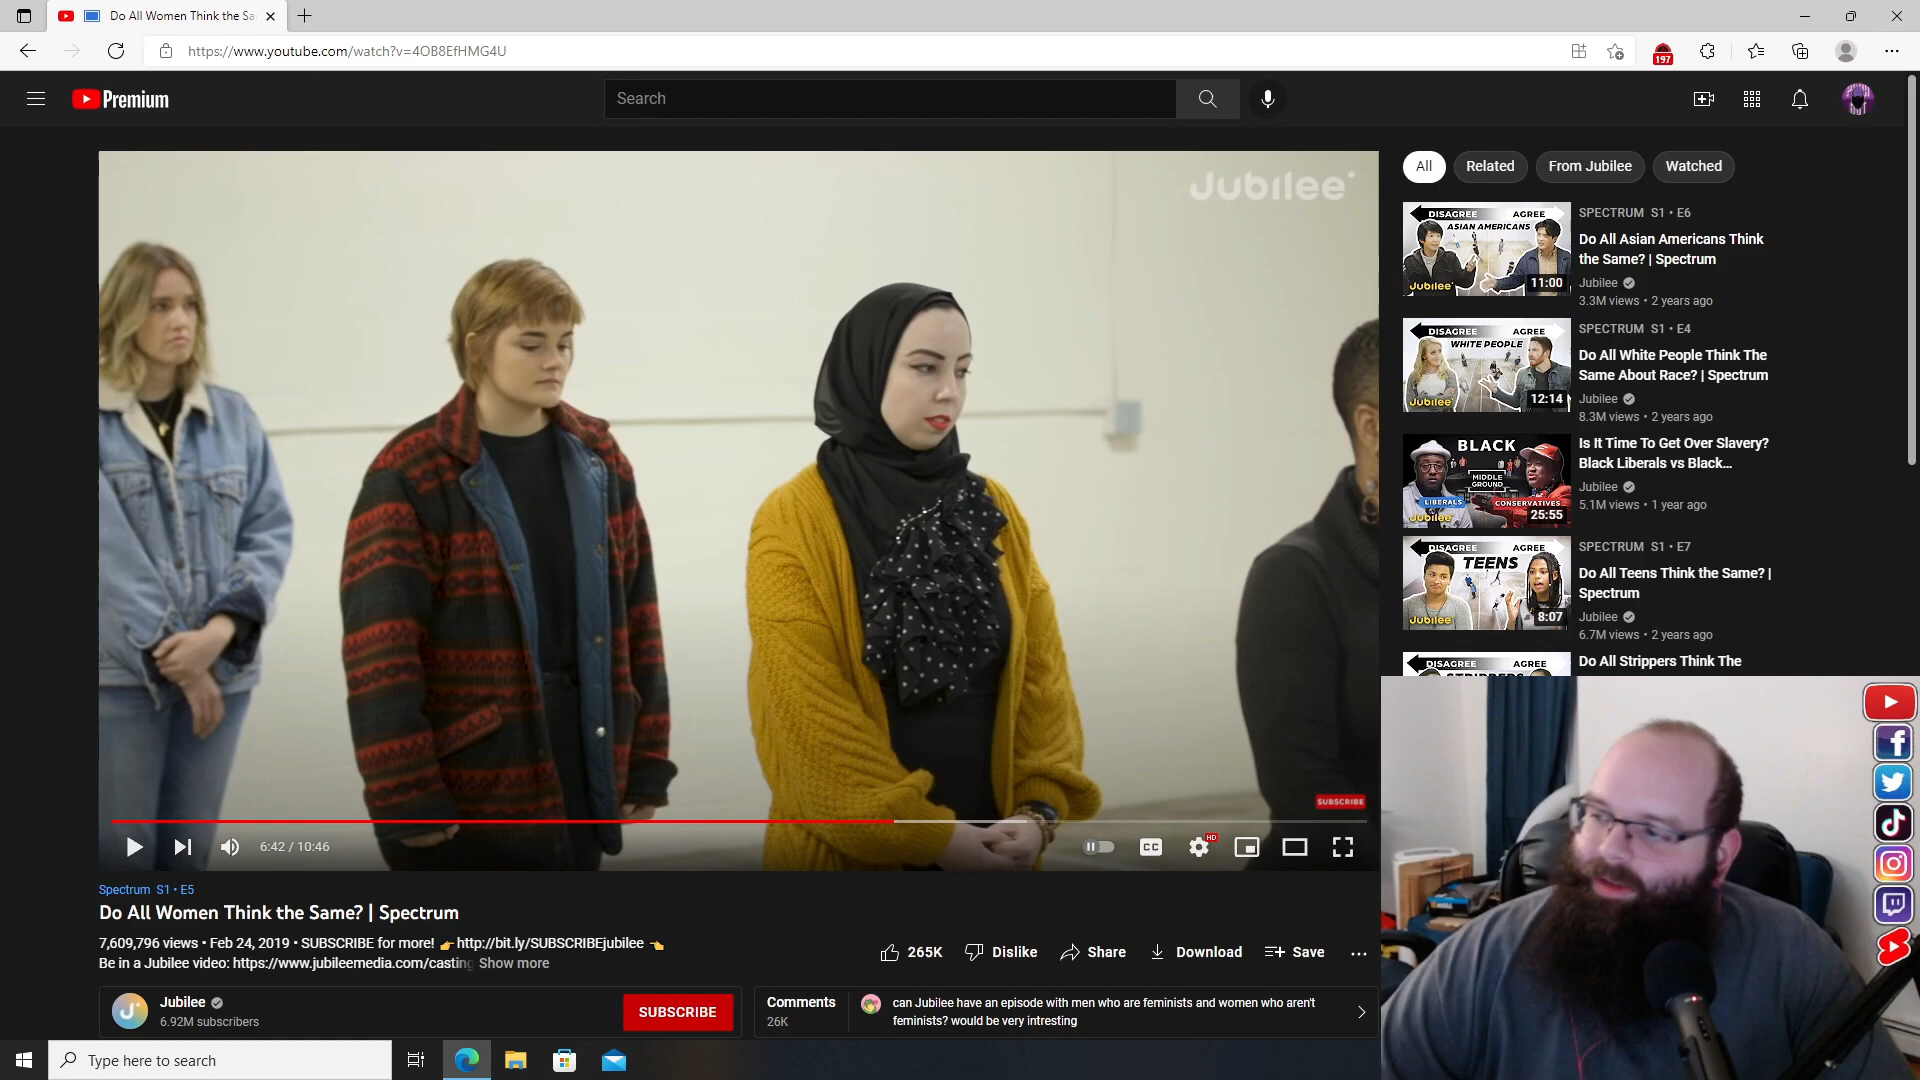 Do All Women Think the Sa
https://www.youtube.com/watch?v=4OB8EfHMG4U
197
Premium
Search
Jubilee
SUBSCRIBE
6:42 / 10:46
CC
HD
All
Related
From Jubilee
Watched
DISAGREE AGREE
ASIAN AMERICANS
Jubilee
11:00
SPECTRUM S1 • E6
Do All Asian Americans Think
the Same? | Spectrum
Jubilee
3.3M views • 2 years ago
DISAGREE AGREE
WHITE PEOPLE
Jubilee
12:14
SPECTRUM S1 • E4
Do All White People Think The
Same About Race? | Spectrum
Jubilee
8.3M views • 2 years ago
BLACK
MIDDLE
GROUND
LIBERALS
CONSERVATIVES
Jubilee
25:55
Is It Time To Get Over Slavery?
Black Liberals vs Black...
Jubilee
5.1M views • 1 year ago
DISAGREE AGREE
TEENS
Jubilee
8:07
SPECTRUM S1 • E7
Do All Teens Think the Same? |
Spectrum
Jubilee
6.7M views • 2 years ago
DISAGREE AGREE
Do All Strippers Think The
Spectrum S1 • E5
Do All Women Think the Same? | Spectrum
7,609,796 views • Feb 24, 2019 • SUBSCRIBE for more! 👉 http://bit.ly/SUBSCRIBEjubilee 👈
Be in a Jubilee video: https://www.jubileemedia.com/casting Show more
265K
Dislike
Share
Download
Save
Jubilee
6.92M subscribers
SUBSCRIBE
Comments
26K
can Jubilee have an episode with men who are feminists and women who aren't
feminists? would be very intresting
Type here to search